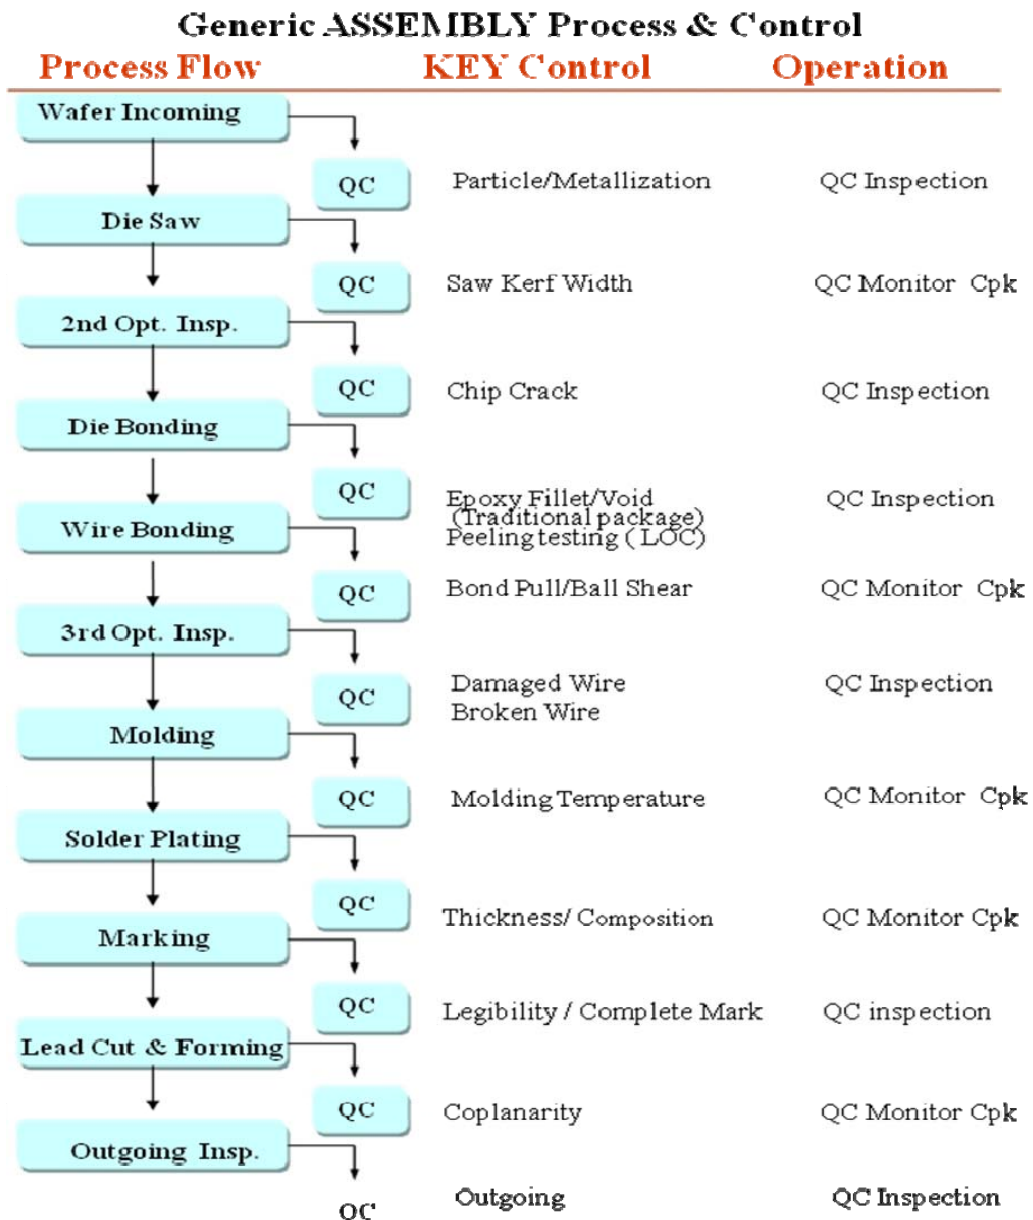 Generic ASSEMBLY Process & Control
Process Flow KEY Control Operation
Wafer Incoming
QC Particle/Metallization QC Inspection
Die Saw
QC Saw Kerf Width QC Monitor Cpk
2nd Opt. Insp.
QC Chip Crack QC Inspection
Die Bonding
QC Epoxy Fillet/Void QC Inspection
(Traditional package)
Wire Bonding Peeling testing ( LOC)
QC Bond Pull/Ball Shear QC Monitor Cpk
3rd Opt. Insp.
QC Damaged Wire QC Inspection
Broken Wire
Molding
QC Molding Temperature QC Monitor Cpk
Solder Plating
QC Thickness/ Composition QC Monitor Cpk
Marking
QC Legibility / Complete Mark QC inspection
Lead Cut & Forming
QC Coplanarity QC Monitor Cpk
Outgoing Insp.
QC Outgoing QC Inspection